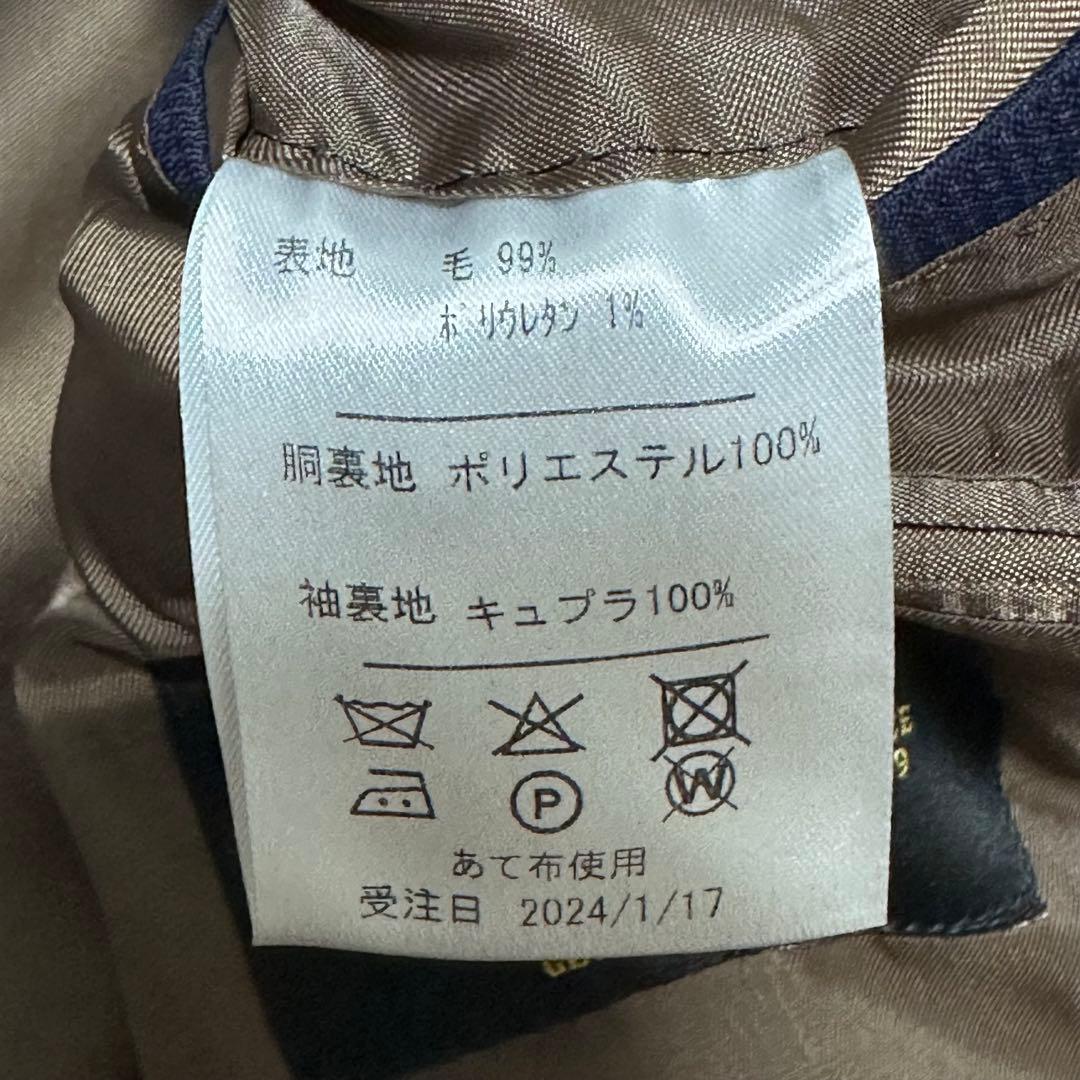 表地 毛 99%
ポリウレタン 1%
胴裏地 ポリエステル100%
袖裏地 キュプラ100%
P
W
あて布使用
受注日 2024/1/17